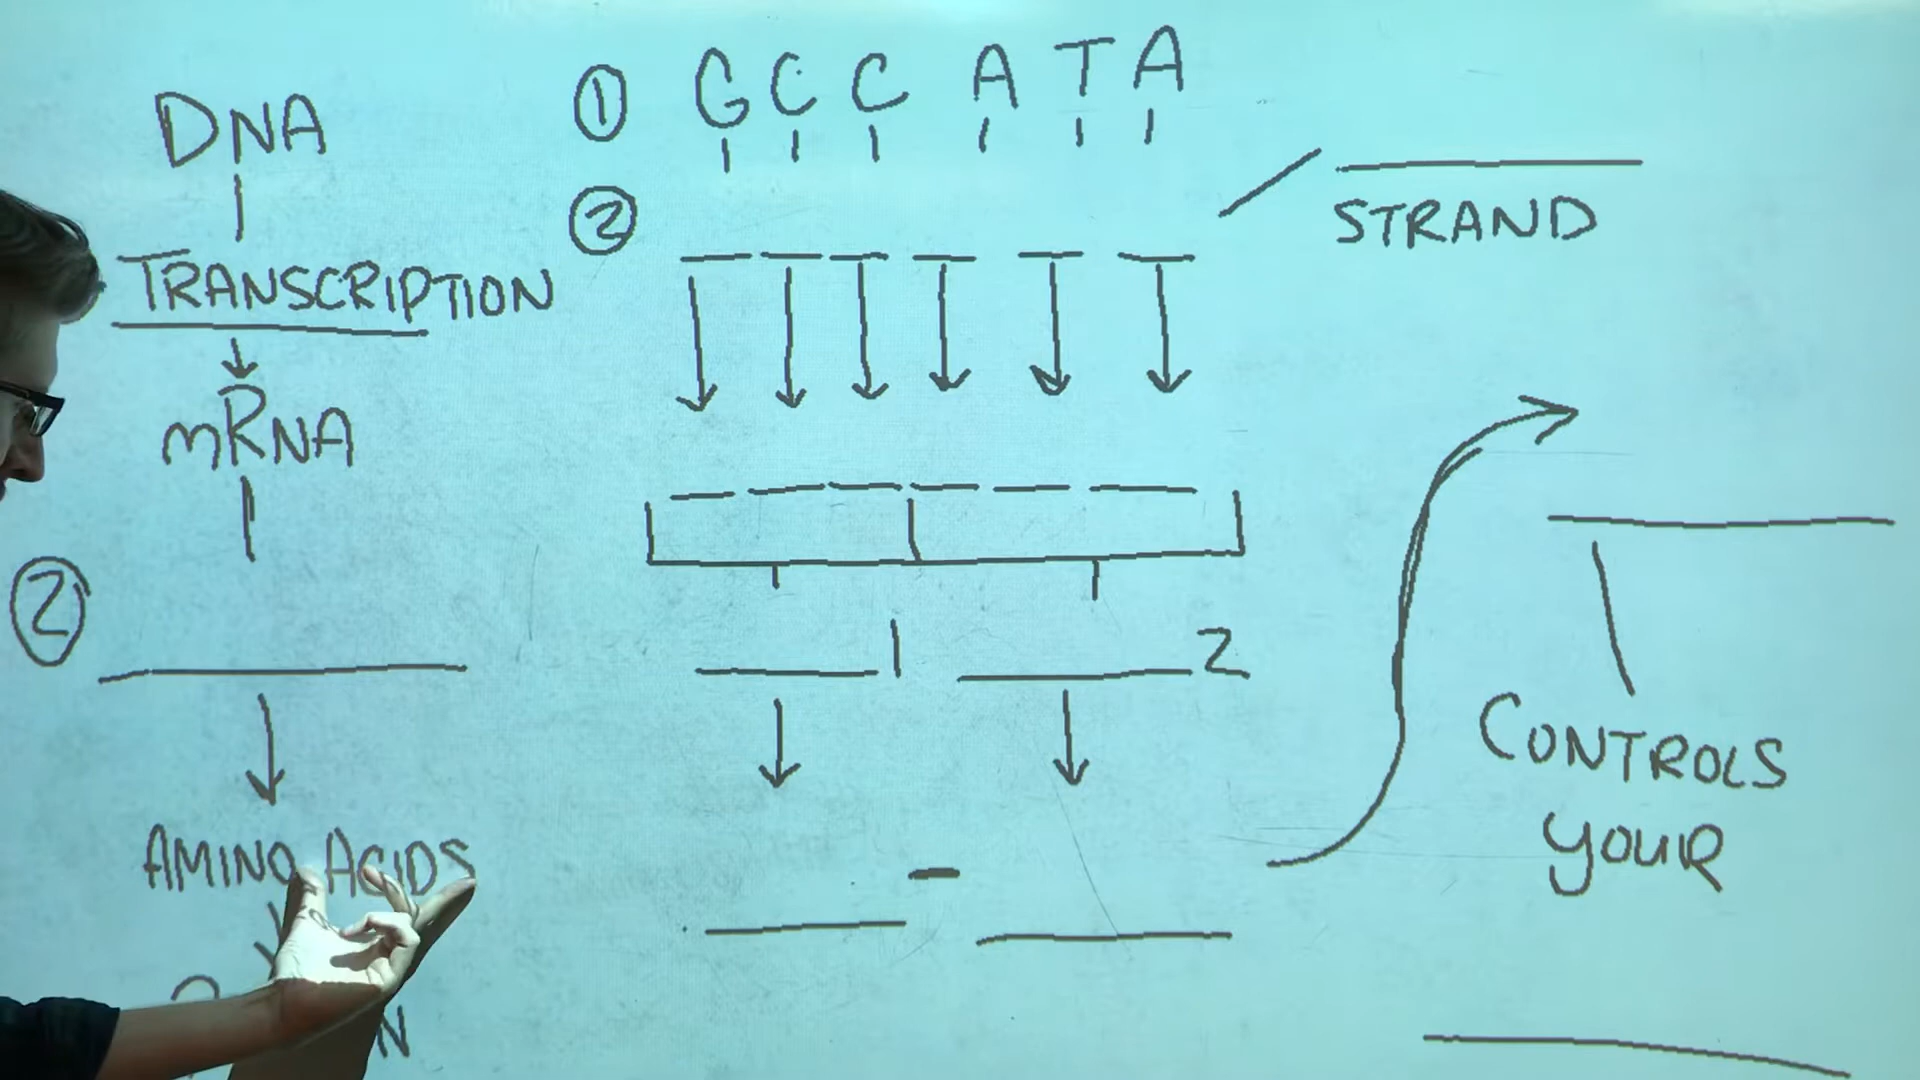 DNA
TRANSCRIPTION
mRNA
②
AMINO ACIDS
① G C C A T A
②
STRAND
1 2
CONTROLS
YOUR